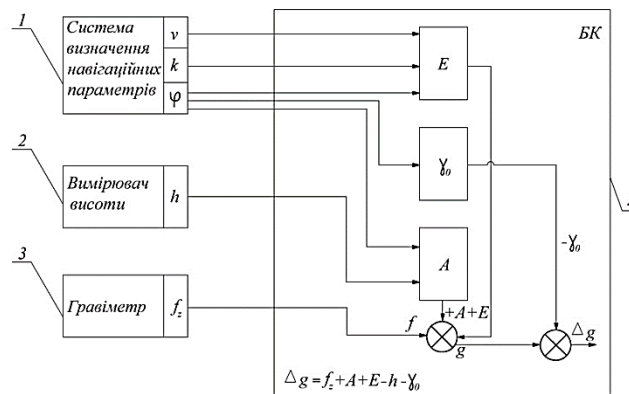 1
Система
визначення
навігаційних
параметрів
v
k
φ
БК
E
2
Вимірювач
висоти
h
γ₀
3
Гравіметр
f_z
A
-γ₀
+A+E
f
g
Δg
Δg=f_z+A+E-h-γ₀